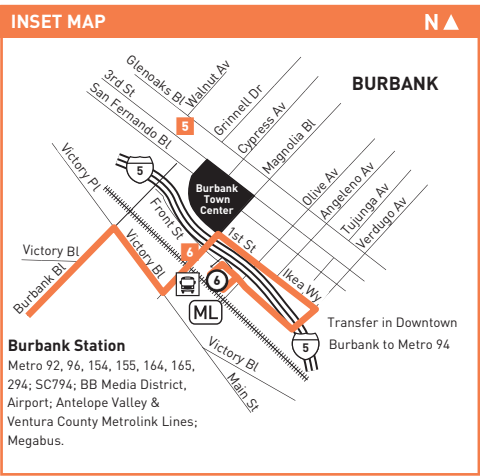 INSET MAP
N
BURBANK
Glenoaks Bl
Walnut Av
3rd St
San Fernando Bl
5
Grinnell Dr
Cypress Av
Magnolia Bl
Victory Pl
5
Burbank
Town
Center
Olive Av
Angeleno Av
Tujunga Av
Verdugo Av
Front St
1st St
6
Victory Bl
Victory Bl
Burbank Bl
6
Ikea Wy
ML
Transfer in Downtown
Burbank to Metro 94
5
Victory Bl
Main St
Burbank Station
Metro 92, 96, 154, 155, 164, 165,
294; SC794; BB Media District,
Airport; Antelope Valley &
Ventura County Metrolink Lines;
Megabus.